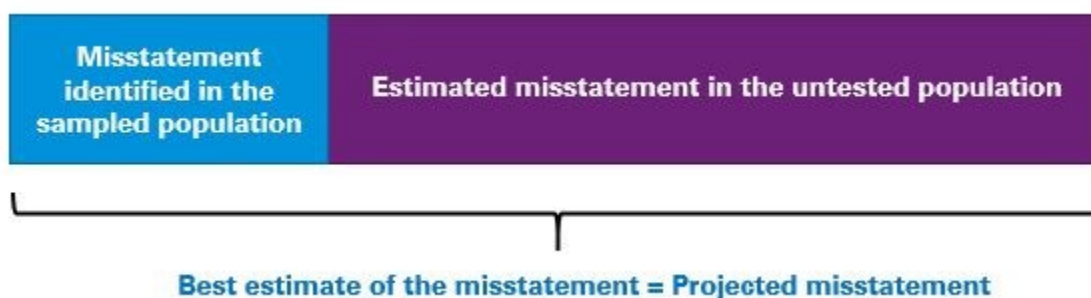 Misstatement
identified in the
sampled population
Estimated misstatement in the untested population
Best estimate of the misstatement = Projected misstatement